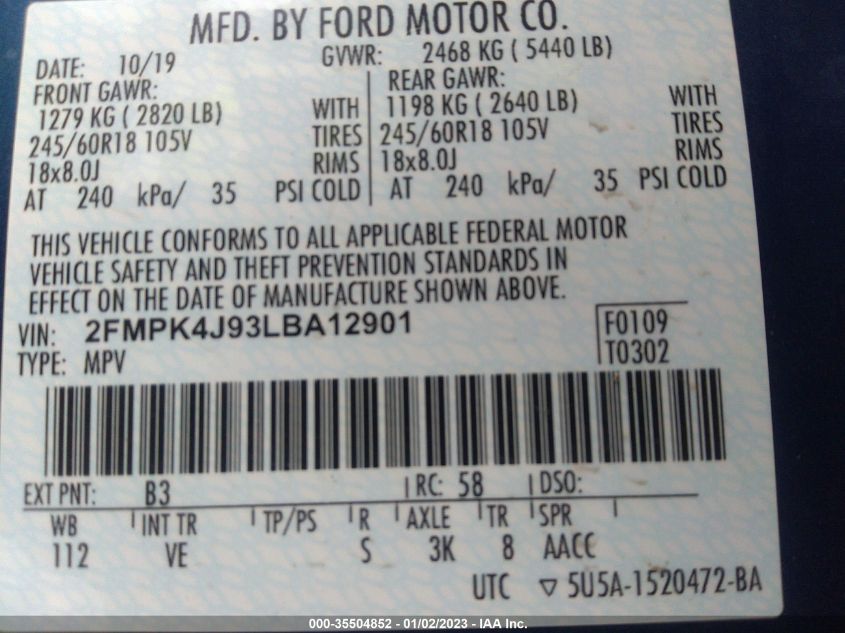 MFD. BY FORD MOTOR CO.
DATE: 10/19 GVWR: 2468 KG ( 5440 LB)
FRONT GAWR: REAR GAWR:
1279 KG ( 2820 LB) WITH 1198 KG ( 2640 LB) WITH
245/60R18 105V TIRES 245/60R18 105V TIRES
18x8.0J RIMS 18x8.0J RIMS
AT 240 kPa/ 35 PSI COLD AT 240 kPa/ 35 PSI COLD
THIS VEHICLE CONFORMS TO ALL APPLICABLE FEDERAL MOTOR
VEHICLE SAFETY AND THEFT PREVENTION STANDARDS IN
EFFECT ON THE DATE OF MANUFACTURE SHOWN ABOVE.
VIN: 2FMPK4J93LBA12901 F0109
TYPE: MPV T0302
EXT PNT: B3 RC: 58 DSO:
WB INT TR TP/PS R AXLE TR SPR
112 VE S 3K 8 AACC
UTC ▽ 5U5A-1520472-BA
000-35504852 - 01/02/2023 - IAA Inc.